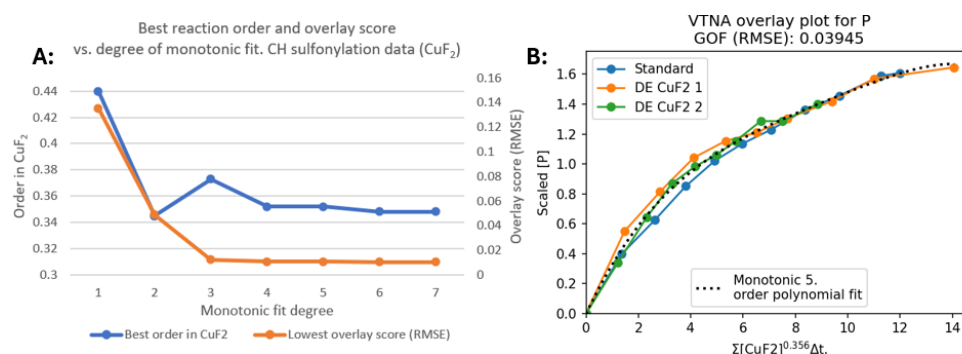 A:
Best reaction order and overlay score
vs. degree of monotonic fit. CH sulfonylation data (CuF₂)
Order in CuF₂
0.44
0.42
0.4
0.38
0.36
0.34
0.32
0.3
Overlay score (RMSE)
0.16
0.14
0.12
0.1
0.08
0.06
0.04
0.02
0
1 2 3 4 5 6 7
Monotonic fit degree
Best order in CuF2 Lowest overlay score (RMSE)
B:
VTNA overlay plot for P
GOF (RMSE): 0.03945
Scaled [P]
1.6
1.4
1.2
1.0
0.8
0.6
0.4
0.2
0.0
Standard
DE CuF2 1
DE CuF2 2
Monotonic 5.
order polynomial fit
0 2 4 6 8 10 12 14
Σ[CuF2]⁰·³⁵⁶Δt.